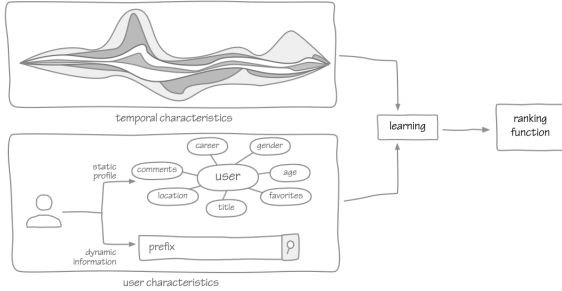 temporal characteristics
learning
ranking
function
career
gender
static
profile
comments
user
age
location
title
favorites
prefix
dynamic
information
user characteristics